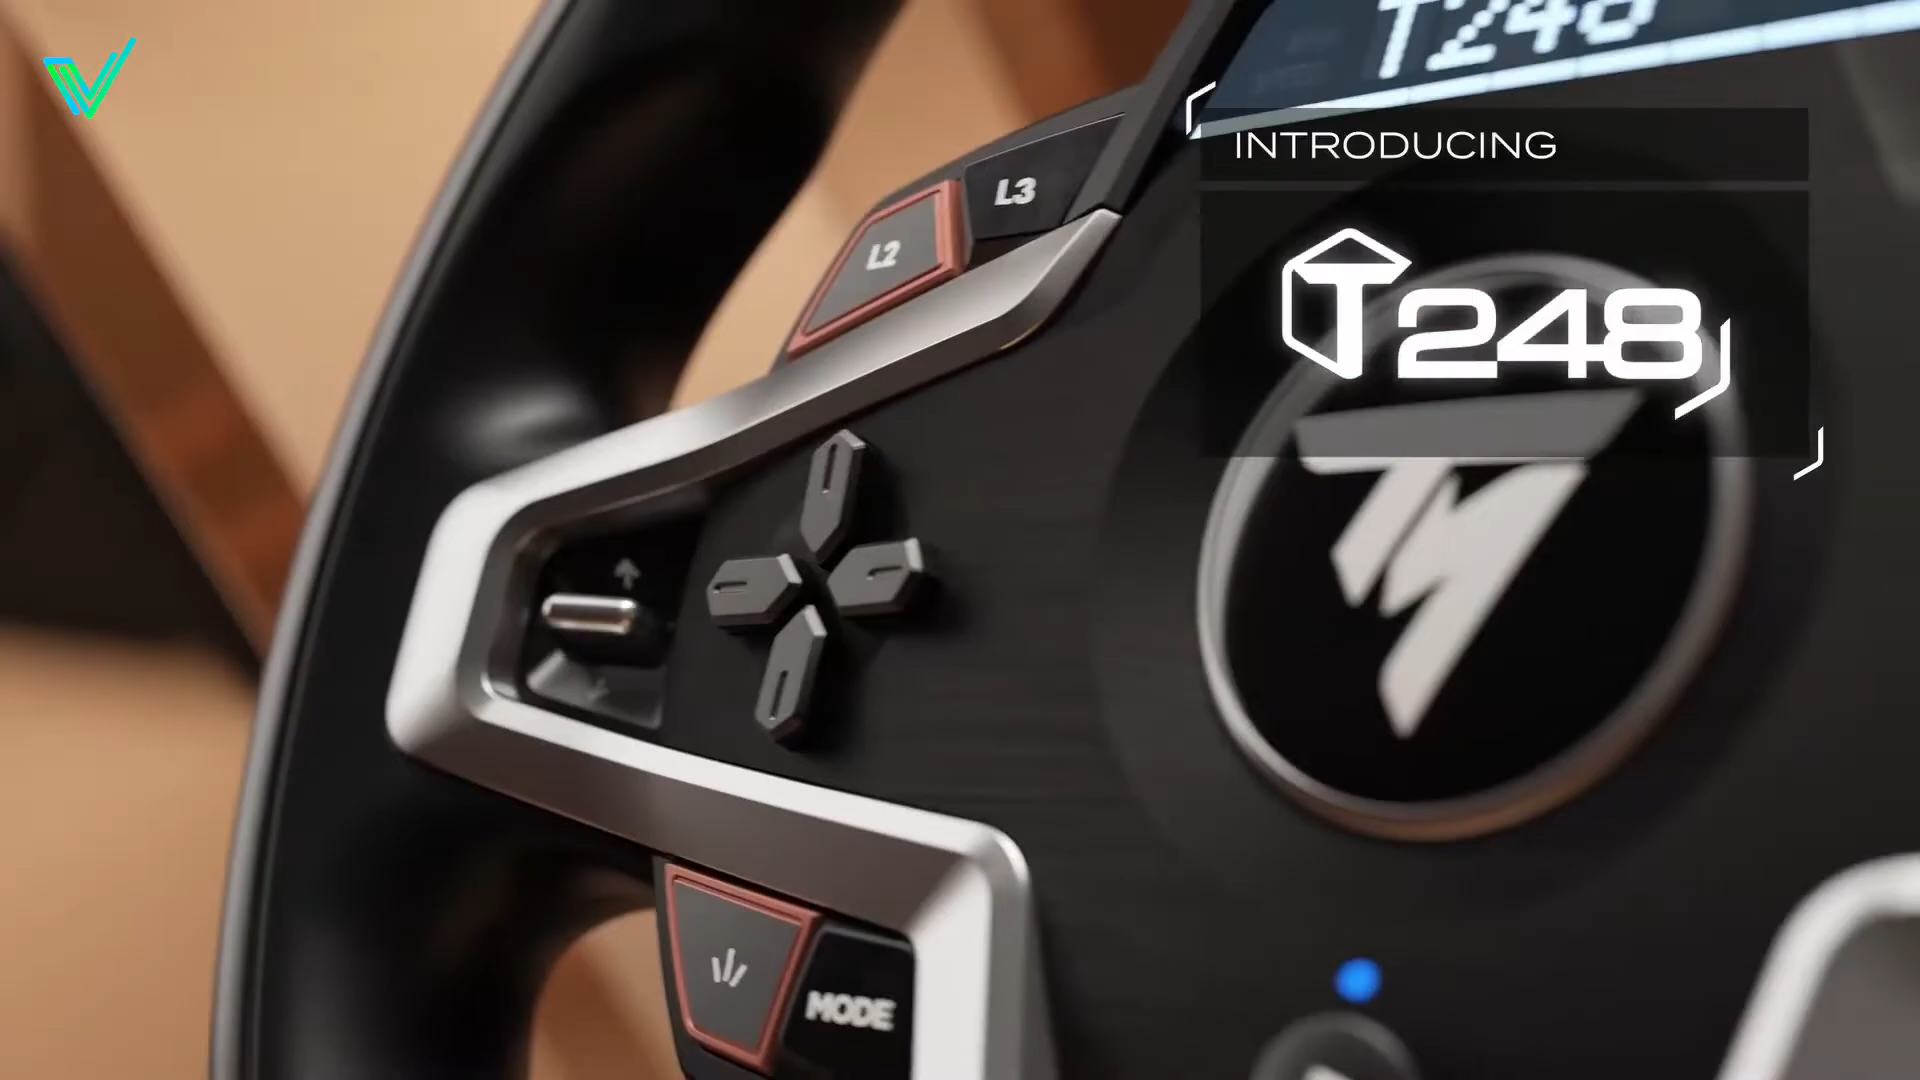 T248
INTRODUCING
T248
L3
L2
MODE